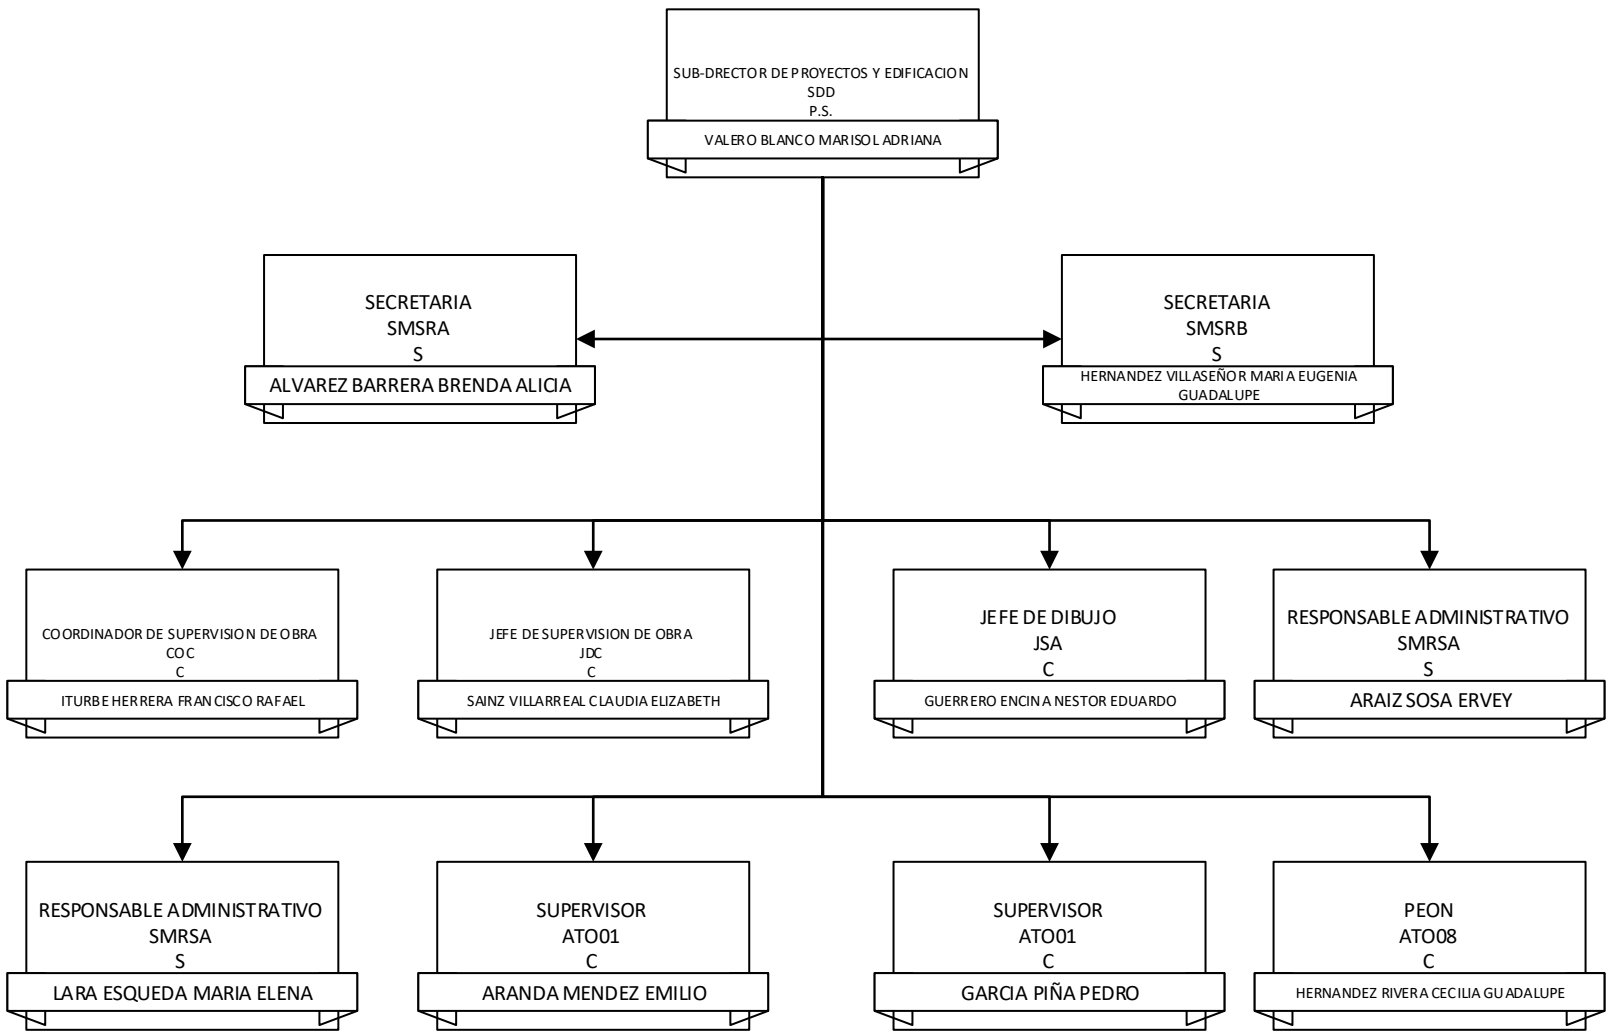 SUB-DRECTOR DE PROYECTOS Y EDIFICACION
SDD
P.S.
VALERO BLANCO MARISOL ADRIANA
SECRETARIA
SMSRA
S
ALVAREZ BARRERA BRENDA ALICIA
SECRETARIA
SMSRB
S
HERNANDEZ VILLASEÑOR MARIA EUGENIA
GUADALUPE
COORDINADOR DE SUPERVISION DE OBRA
COC
C
ITURBE HERRERA FRANCISCO RAFAEL
JEFE DE SUPERVISION DE OBRA
JDC
C
SAINZ VILLARREAL CLAUDIA ELIZABETH
JEFE DE DIBUJO
JSA
C
GUERRERO ENCINA NESTOR EDUARDO
RESPONSABLE ADMINISTRATIVO
SMRSA
S
ARAIZ SOSA ERVEY
RESPONSABLE ADMINISTRATIVO
SMRSA
S
LARA ESQUEDA MARIA ELENA
SUPERVISOR
ATO01
C
ARANDA MENDEZ EMILIO
SUPERVISOR
ATO01
C
GARCIA PIÑA PEDRO
PEON
ATO08
C
HERNANDEZ RIVERA CECILIA GUADALUPE